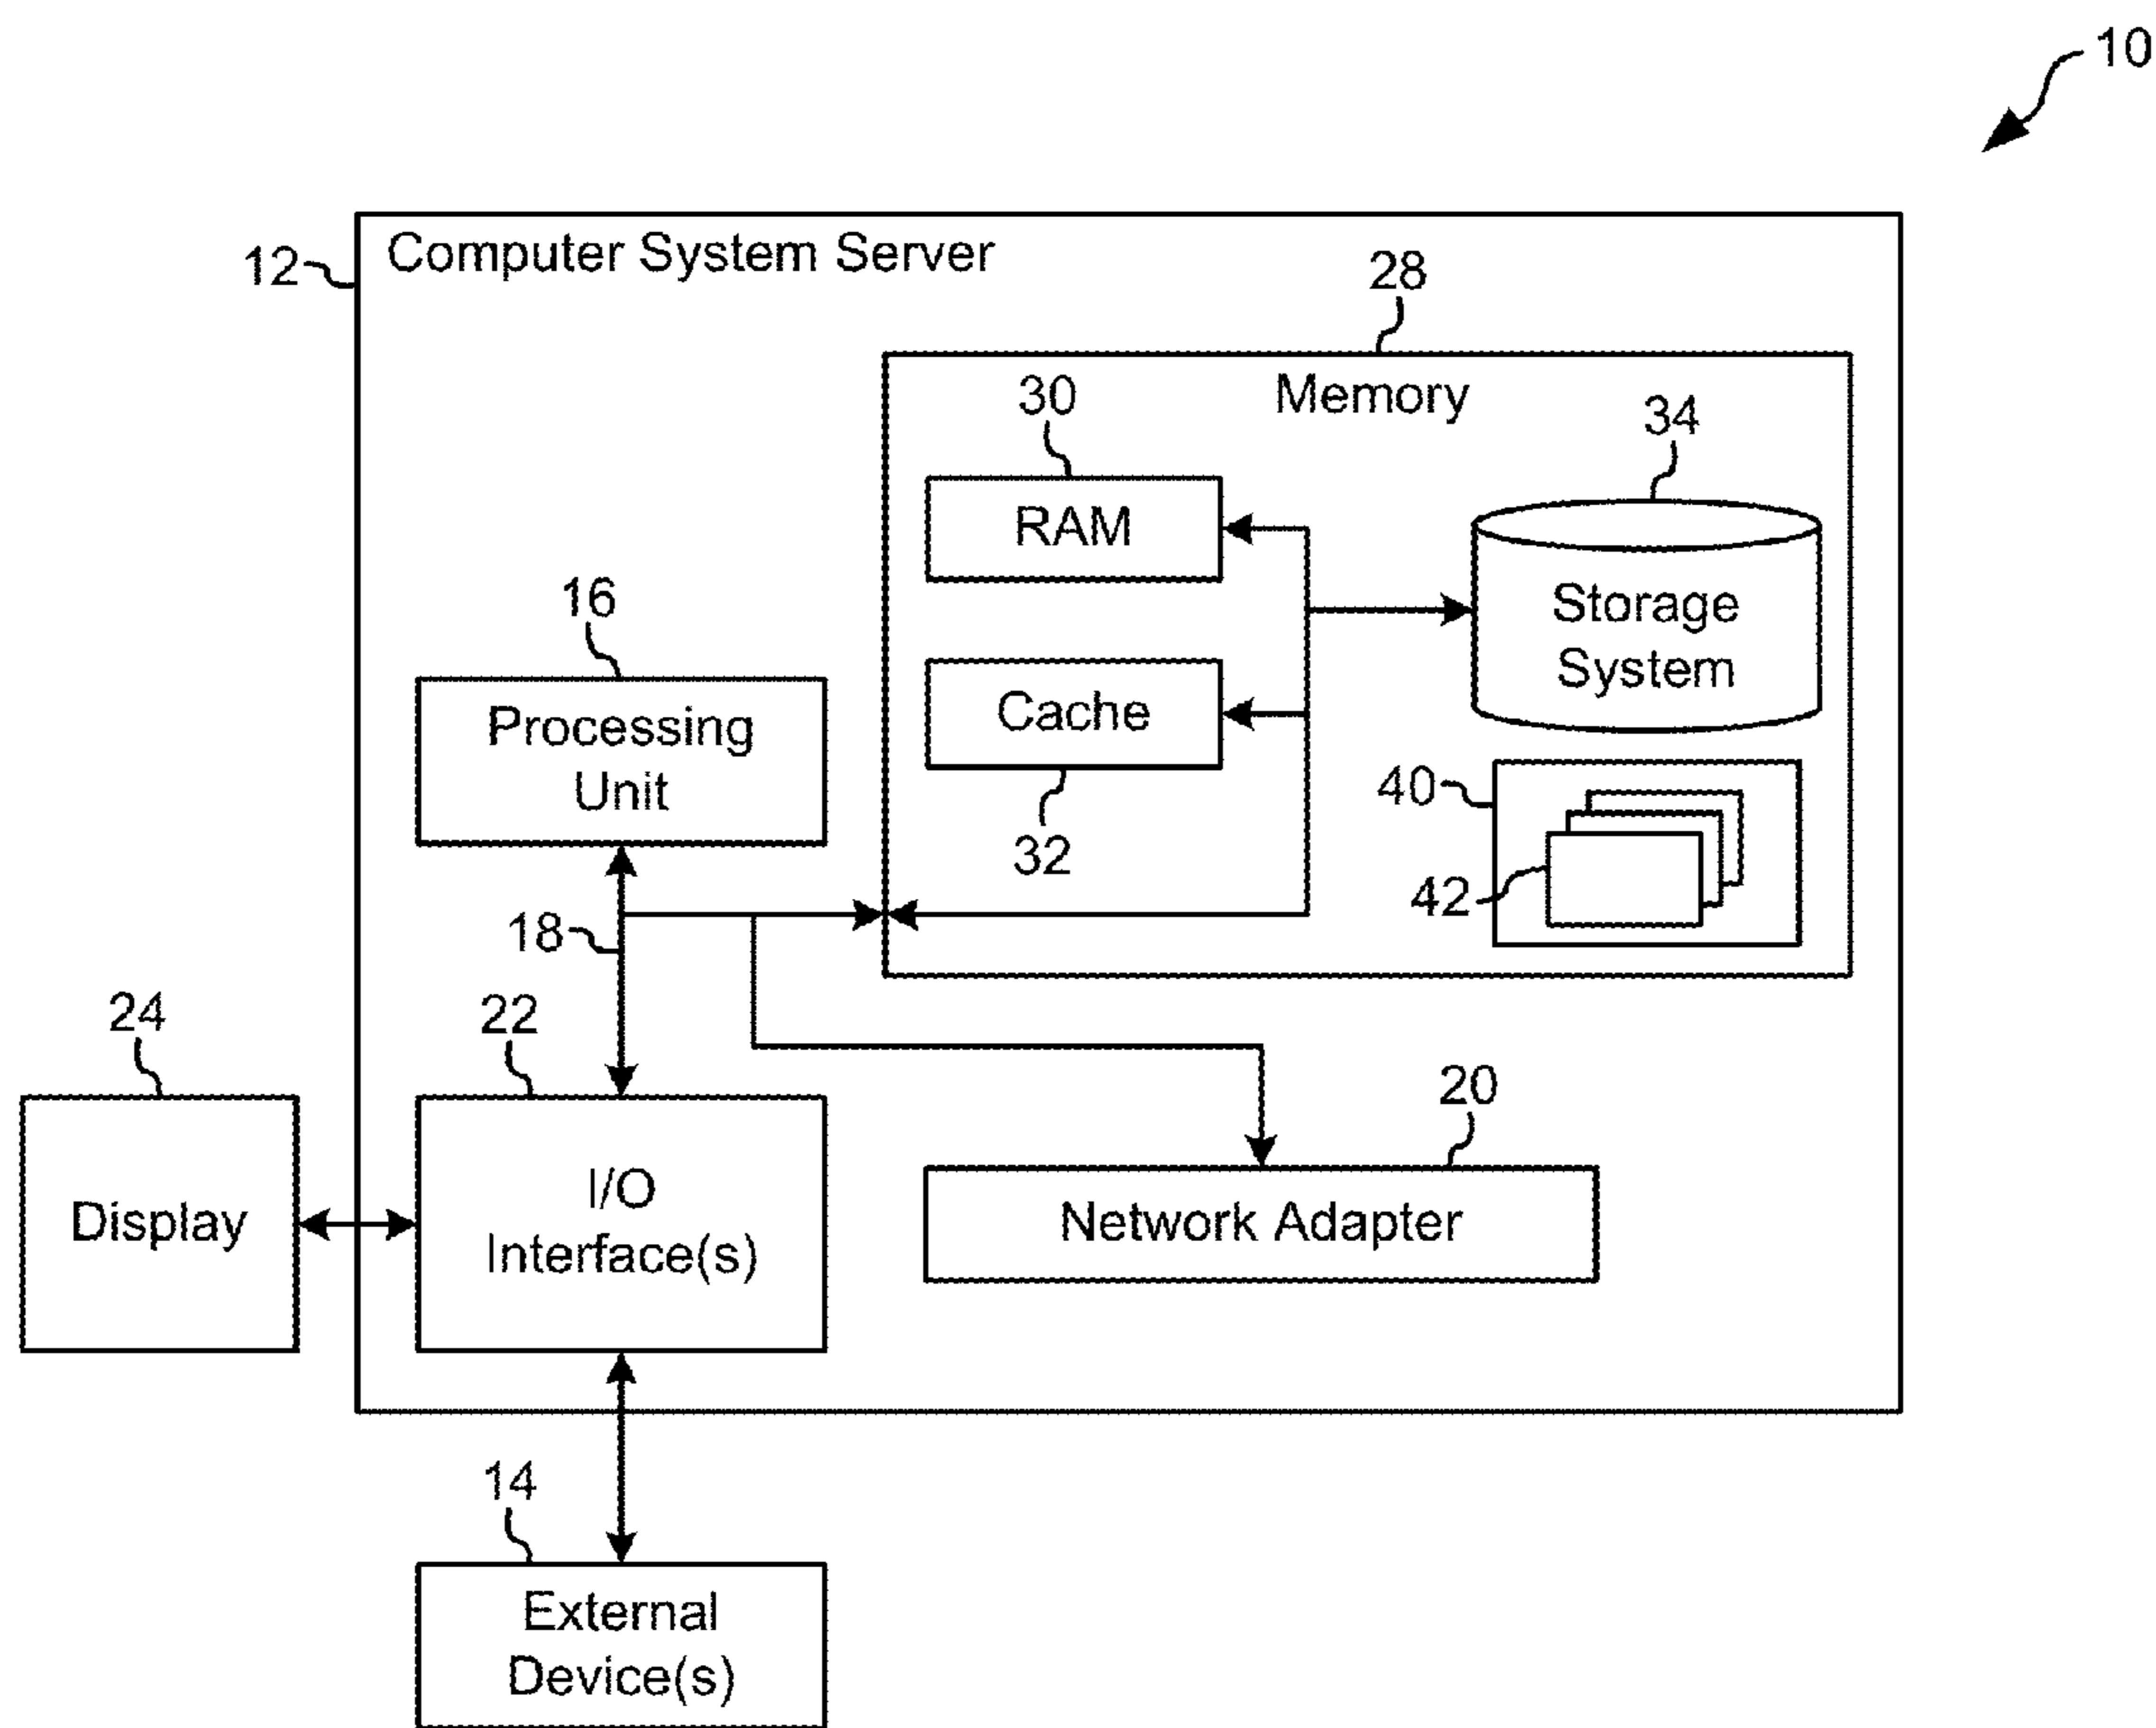 10
12
Computer System Server
28
Memory
30
34
RAM
Storage
System
16
Processing
Unit
Cache
32
40
42
18
24
22
20
Display
I/O
Interface(s)
Network Adapter
14
External
Device(s)